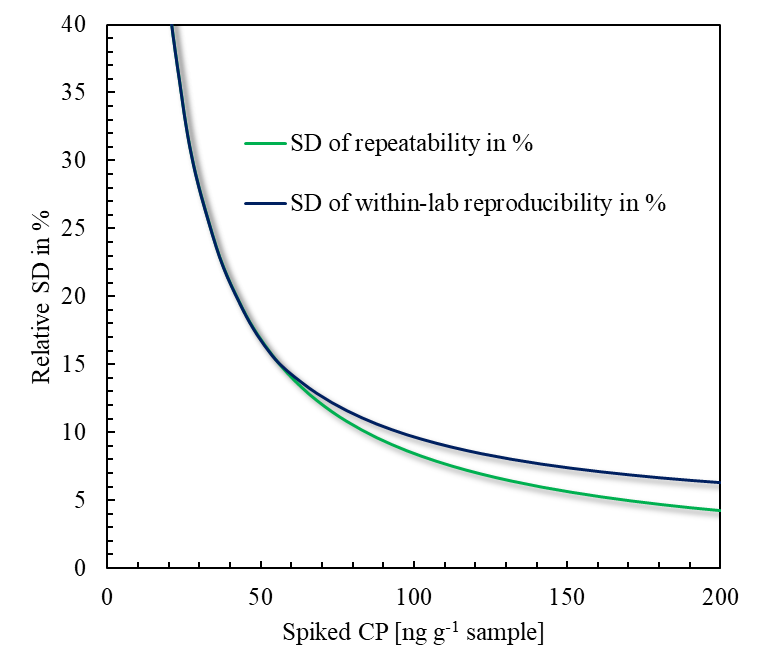 40
35
30
25
20
15
10
5
0
Relative SD in %
SD of repeatability in %
SD of within-lab reproducibility in %
0 50 100 150 200
Spiked CP [ng g⁻¹ sample]